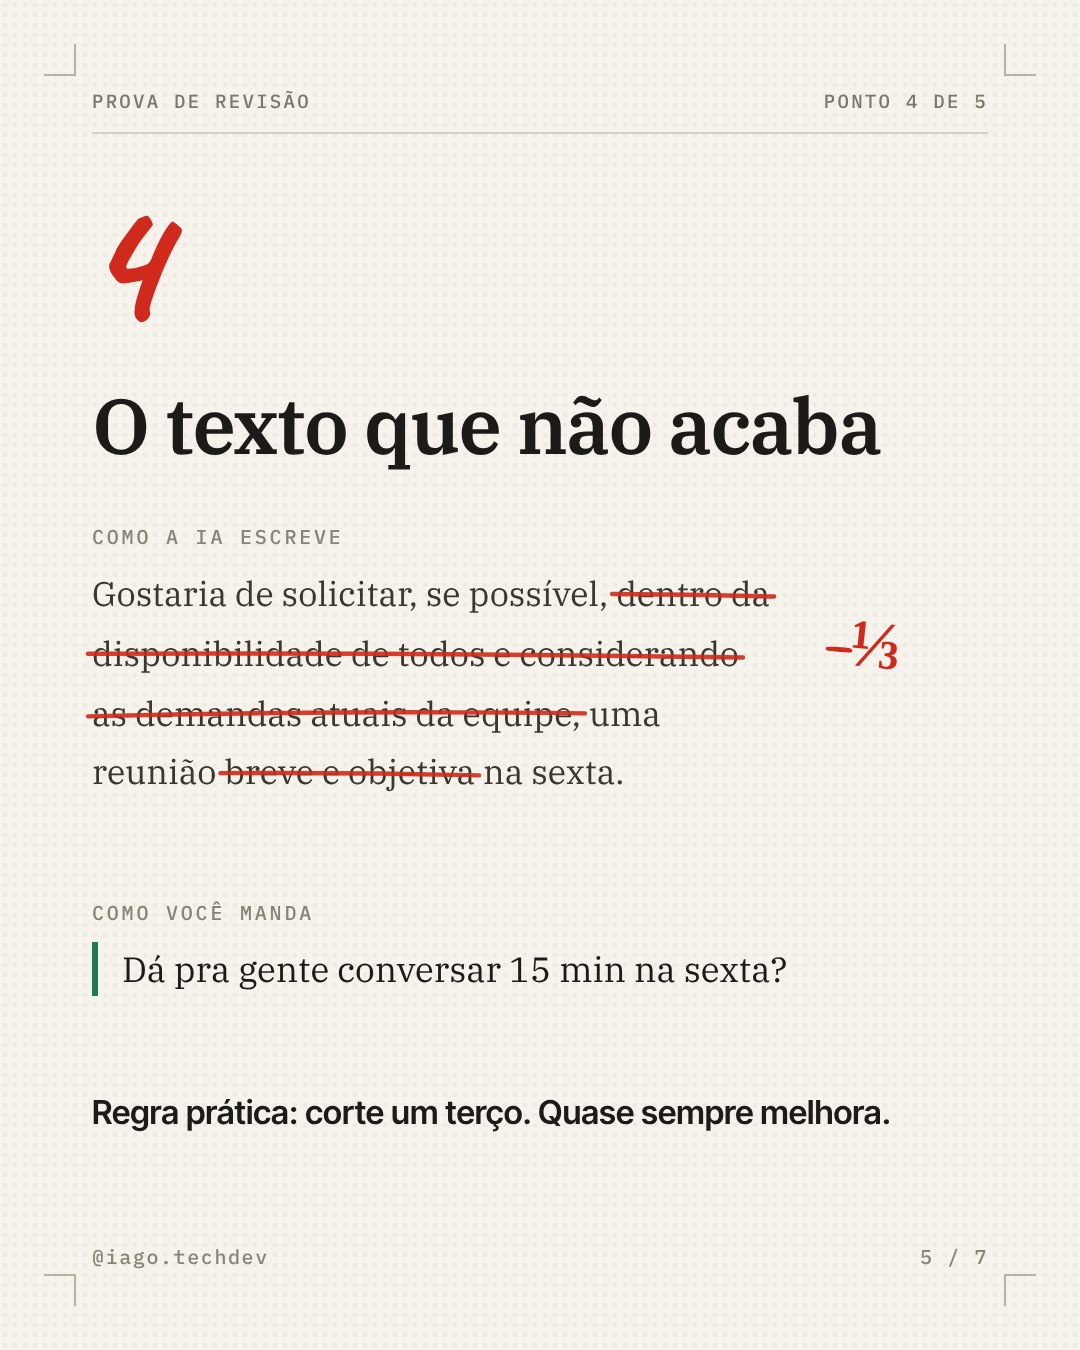 PROVA DE REVISÃO
PONTO 4 DE 5
4
O texto que não acaba
COMO A IA ESCREVE
Gostaria de solicitar, se possível, dentro da
disponibilidade de todos e considerando
–⅓
as demandas atuais da equipe, uma
reunião breve e objetiva na sexta.
COMO VOCÊ MANDA
Dá pra gente conversar 15 min na sexta?
Regra prática: corte um terço. Quase sempre melhora.
@iago.techdev
5 / 7